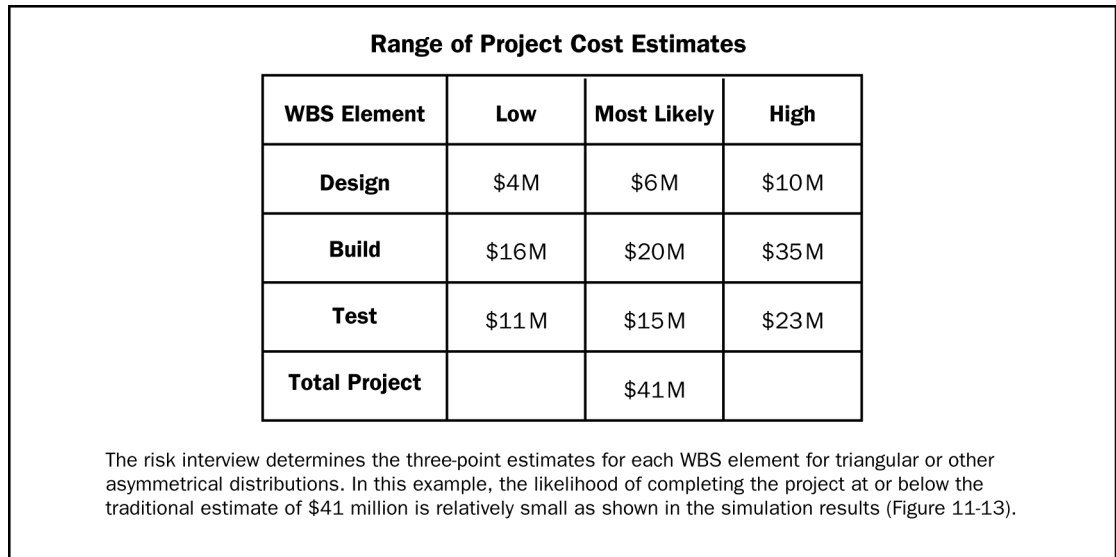 Range of Project Cost Estimates
WBS Element Low Most Likely High
Design $4M $6M $10M
Build $16M $20M $35M
Test $11M $15M $23M
Total Project $41M
The risk interview determines the three-point estimates for each WBS element for triangular or other
asymmetrical distributions. In this example, the likelihood of completing the project at or below the
traditional estimate of $41 million is relatively small as shown in the simulation results (Figure 11-13).